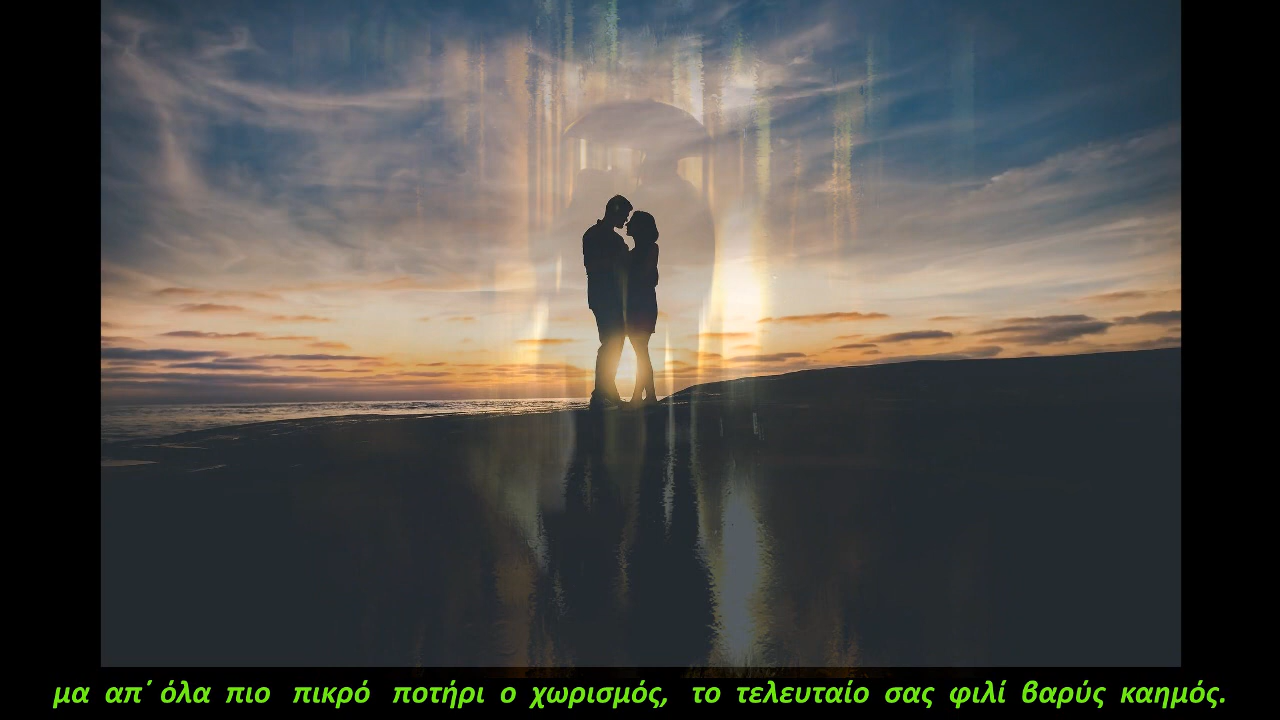 μα απ΄ όλα πιο πικρό ποτήρι ο χωρισμός, το τελευταίο σας φιλί βαρύς καημός.